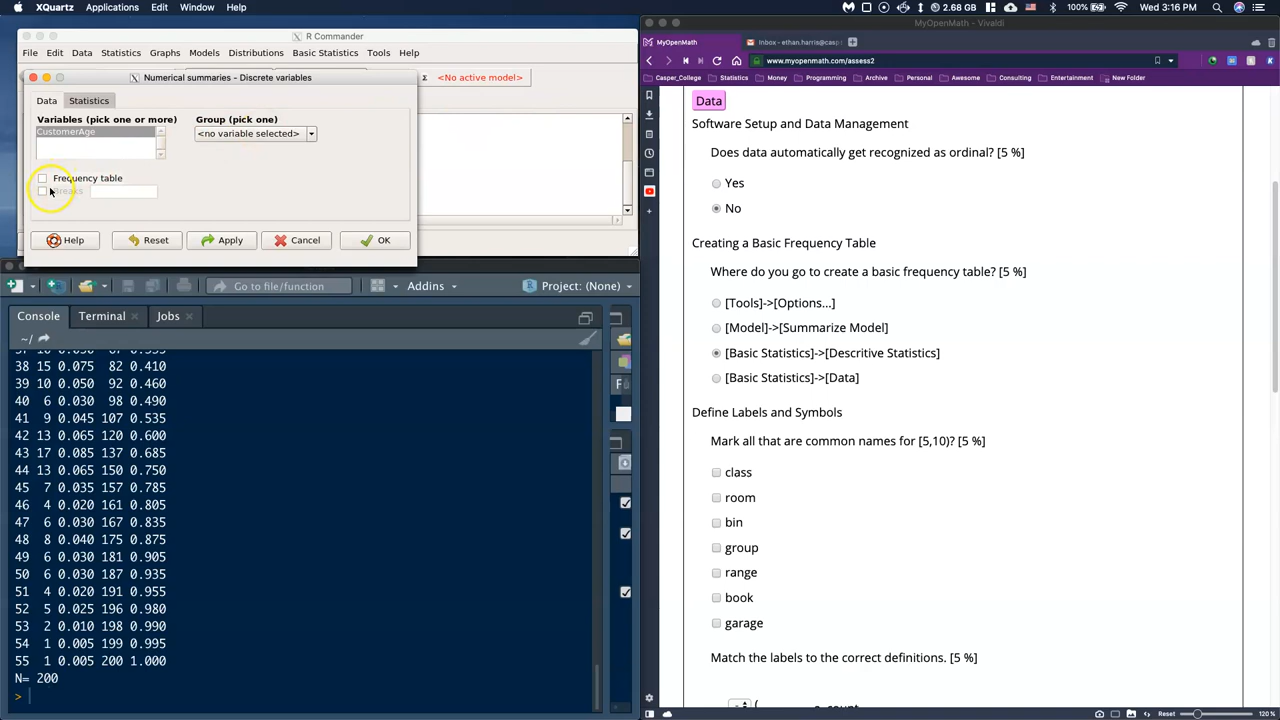 XQuartz Applications Edit Window Help
2.68 GB 100% Wed 3:16 PM
R Commander
File Edit Data Graphs Models Distributions Basic Statistics Tools Help
Numerical summaries - Discrete variables
Σ <No active model>
Data Statistics
Variables (pick one or more) Group (pick one)
CustomerAge <no variable selected>
Frequency table
Breaks
Help Reset Apply Cancel OK
Go to file/function Addins Project: (None)
Console Terminal Jobs
~/
38 15 0.075 82 0.410
39 10 0.050 92 0.460
40 6 0.030 98 0.490
41 9 0.045 107 0.535
42 13 0.065 120 0.600
43 17 0.085 137 0.685
44 13 0.065 150 0.750
45 7 0.035 157 0.785
46 4 0.020 161 0.805
47 6 0.030 167 0.835
48 8 0.040 175 0.875
49 6 0.030 181 0.905
50 6 0.030 187 0.935
51 4 0.020 191 0.955
52 5 0.025 196 0.980
53 2 0.010 198 0.990
54 1 0.005 199 0.995
55 1 0.005 200 1.000
N= 200
>
MyOpenMath - Vivaldi
MyOpenMath Inbox - ethan.harris@casp
www.myopenmath.com/assess2
Casper_College Statistics Money Programming Archive Personal Awesome Consulting Entertainment New Folder
Data
Software Setup and Data Management
Does data automatically get recognized as ordinal? [5 %]
Yes
No
Creating a Basic Frequency Table
Where do you go to create a basic frequency table? [5 %]
[Tools]->[Options...]
[Model]->[Summarize Model]
[Basic Statistics]->[Descritive Statistics]
[Basic Statistics]->[Data]
Define Labels and Symbols
Mark all that are common names for [5,10)? [5 %]
class
room
bin
group
range
book
garage
Match the labels to the correct definitions. [5 %]
Reset 120 %